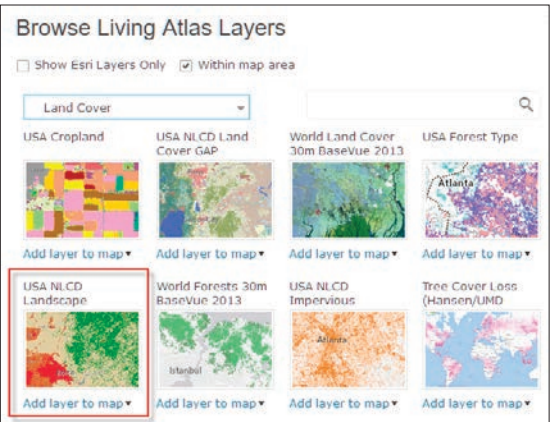 Browse Living Atlas Layers
Show Esri Layers Only Within map area
Land Cover
USA Cropland
USA NLCD Land
Cover GAP
World Land Cover
30m BaseVue 2013
USA Forest Type
Atlanta
Add layer to map
Add layer to map
Add layer to map
Add layer to map
USA NLCD
Landscape
World Forests 30m
BaseVue 2013
USA NLCD
Impervious
Tree Cover Loss
(Hansen/UMD
Istanbul
Atlanta
Add layer to map
Add layer to map
Add layer to map
Add layer to map